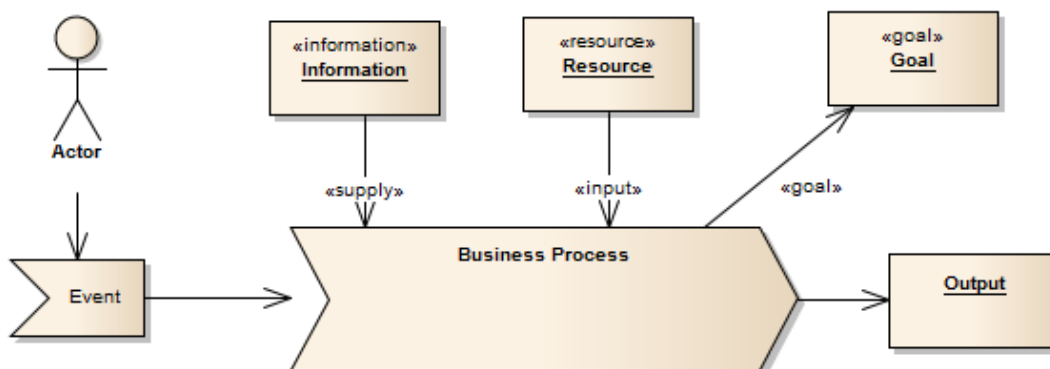 «information»
Information
«resource»
Resource
«goal»
Goal
Actor
«supply»
«input»
«goal»
Business Process
Event
Output